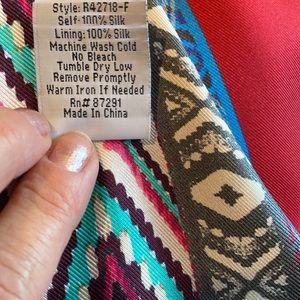 Style: R42718-F
Self: 100% Silk
Lining: 100% Silk
Machine Wash Cold
No Bleach
Tumble Dry Low
Remove Promptly
Warm Iron If Needed
Rn# 87291
Made In China